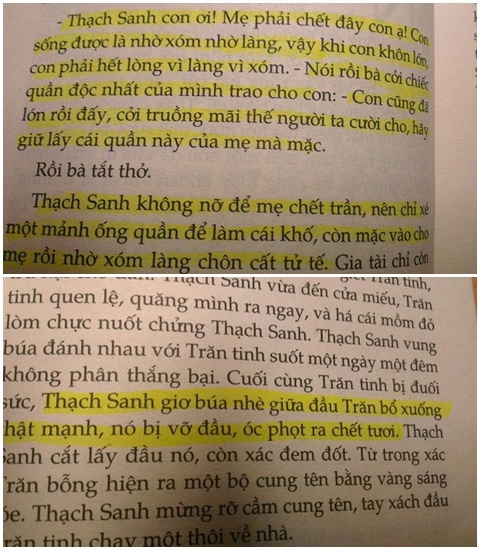 - Thạch Sanh con ơi! Mẹ phải chết đây con ạ! Con
sống được là nhờ xóm nhờ làng, vậy khi con khôn lớn,
con phải hết lòng vì làng vì xóm. - Nói rồi bà cởi chiếc
quần độc nhất của mình trao cho con: - Con cũng đã
lớn rồi đấy, cởi truồng mãi thế người ta cười cho, hãy
giữ lấy cái quần này của mẹ mà mặc.
Rồi bà tắt thở.
Thạch Sanh không nỡ để mẹ chết trần, nên chỉ xé
một mảnh ống quần để làm cái khố, còn mặc vào cho
mẹ rồi nhờ xóm làng chôn cất tử tế. Gia tài chỉ còn
Thạch Sanh vừa đến cửa miếu, Trăn
tinh quen lệ, quăng mình ra ngay, và há cái mồm đỏ
lòm chực nuốt chửng Thạch Sanh. Thạch Sanh vung
búa đánh nhau với Trăn tinh suốt một ngày một đêm
không phân thắng bại. Cuối cùng Trăn tinh bị đuối
sức, Thạch Sanh giơ búa nhè giữa đầu Trăn bổ xuống
thật mạnh, nó bị vỡ đầu, óc phọt ra chết tươi. Thạch
Sanh cắt lấy đầu nó, còn xác đem đốt. Từ trong xác
Trăn bỗng hiện ra một bộ cung tên bằng vàng sáng
lóe. Thạch Sanh mừng rỡ cầm cung tên, tay xách đầu
trăn tinh chạy một thôi về nhà.